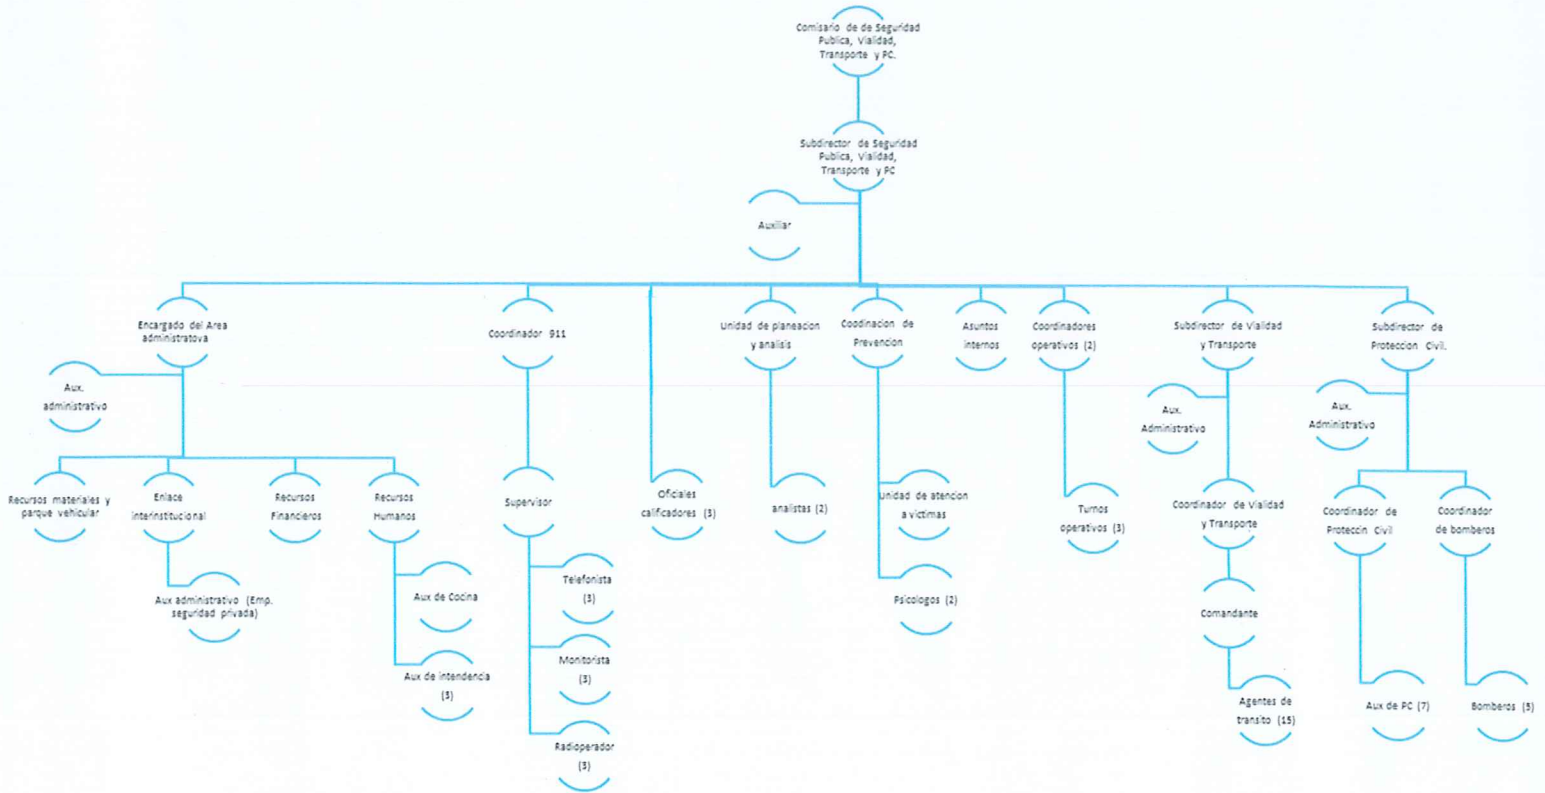 Comisario de de Seguridad
Publica, Vialidad,
Transporte y PC.
Subdirector de Seguridad
Publica, Vialidad,
Transporte y PC
Auxiliar
Encargado del Area
administratova
Coordinador 911
Unidad de planeacion
y analisis
Coodinacion de
Prevencion
Asuntos
internos
Coordinadores
operativos (2)
Subdirector de Vialidad
y Transporte
Subdirector de
Proteccion Civil.
Aux.
administrativo
Aux.
Administrativo
Aux.
Administrativo
Recursos materiales y
parque vehicular
Enlace
interinstitucional
Recursos
Financieros
Recursos
Humanos
Supervisor
Oficiales
calificadores (3)
analistas (2)
Unidad de atencion
a victimas
Turnos
operativos (3)
Coordinador de Vialidad
y Transporte
Coordinador de
Proteccin Civil
Coordinador
de bomberos
Aux administrativo (Emp.
seguridad privada)
Aux de Cocina
Telefonista
(3)
Psicologos (2)
Comandante
Aux de intendencia
(3)
Monitorista
(3)
Agentes de
transito (15)
Aux de PC (7)
Bomberos (5)
Radioperador
(3)